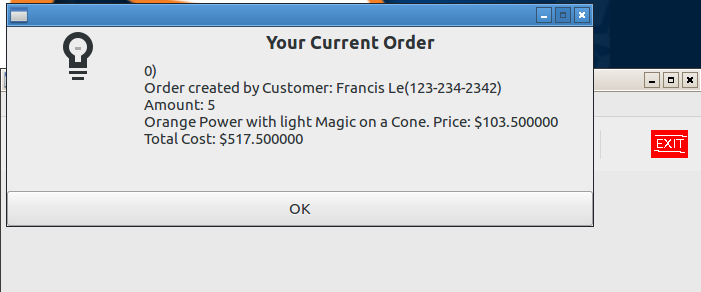 Your Current Order
0)
Order created by Customer: Francis Le(123-234-2342)
Amount: 5
Orange Power with light Magic on a Cone. Price: $103.500000
Total Cost: $517.500000
EXIT
OK